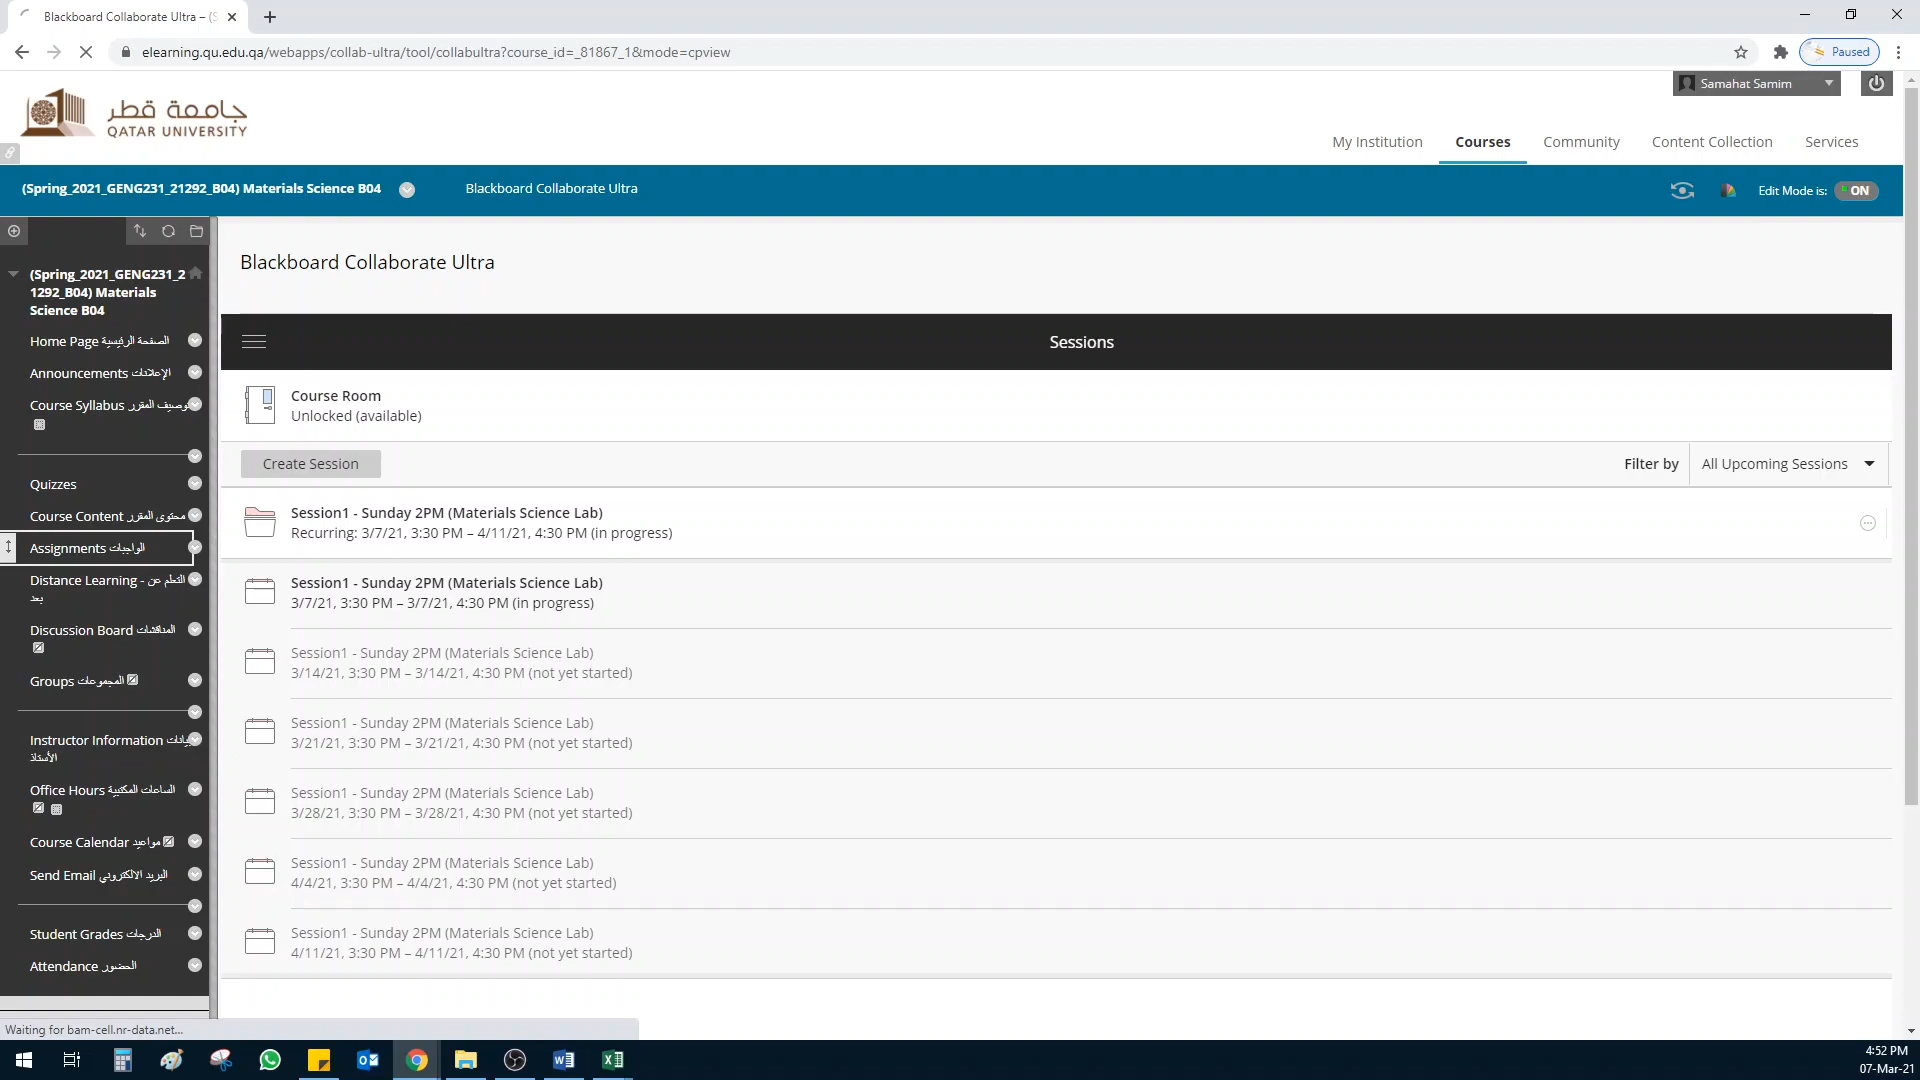 Blackboard Collaborate Ultra – (S
elearning.qu.edu.qa/webapps/collab-ultra/tool/collabultra?course_id=_81867_1&mode=cpview
Paused
Samahat Samim
جامعة قطر
QATAR UNIVERSITY
My Institution
Courses
Community
Content Collection
Services
(Spring_2021_GENG231_21292_B04) Materials Science B04
Blackboard Collaborate Ultra
Edit Mode is:
ON
(Spring_2021_GENG231_2
1292_B04) Materials
Science B04
Home Page الصفحة الرئيسية
Announcements الإعلانات
Course Syllabus توصيف المقرر
Quizzes
Course Content محتوى المقرر
Assignments الواجبات
Distance Learning - التعلم عن
بعد
Discussion Board المناقشات
Groups المجموعات
Instructor Information بيانات
الأستاذ
Office Hours الساعات المكتبية
Course Calendar مواعيد
Send Email البريد الالكتروني
Student Grades الدرجات
Attendance الحضور
Blackboard Collaborate Ultra
Sessions
Course Room
Unlocked (available)
Create Session
Filter by
All Upcoming Sessions
Session1 - Sunday 2PM (Materials Science Lab)
Recurring: 3/7/21, 3:30 PM – 4/11/21, 4:30 PM (in progress)
Session1 - Sunday 2PM (Materials Science Lab)
3/7/21, 3:30 PM – 3/7/21, 4:30 PM (in progress)
Session1 - Sunday 2PM (Materials Science Lab)
3/14/21, 3:30 PM – 3/14/21, 4:30 PM (not yet started)
Session1 - Sunday 2PM (Materials Science Lab)
3/21/21, 3:30 PM – 3/21/21, 4:30 PM (not yet started)
Session1 - Sunday 2PM (Materials Science Lab)
3/28/21, 3:30 PM – 3/28/21, 4:30 PM (not yet started)
Session1 - Sunday 2PM (Materials Science Lab)
4/4/21, 3:30 PM – 4/4/21, 4:30 PM (not yet started)
Session1 - Sunday 2PM (Materials Science Lab)
4/11/21, 3:30 PM – 4/11/21, 4:30 PM (not yet started)
Waiting for bam-cell.nr-data.net...
4:52 PM
07-Mar-21